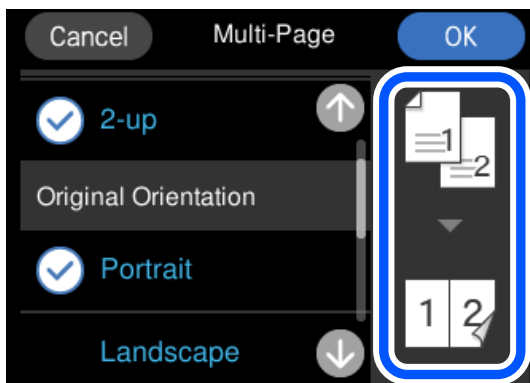 Cancel Multi-Page OK
2-up
1
2
Original Orientation
Portrait
1 2
Landscape